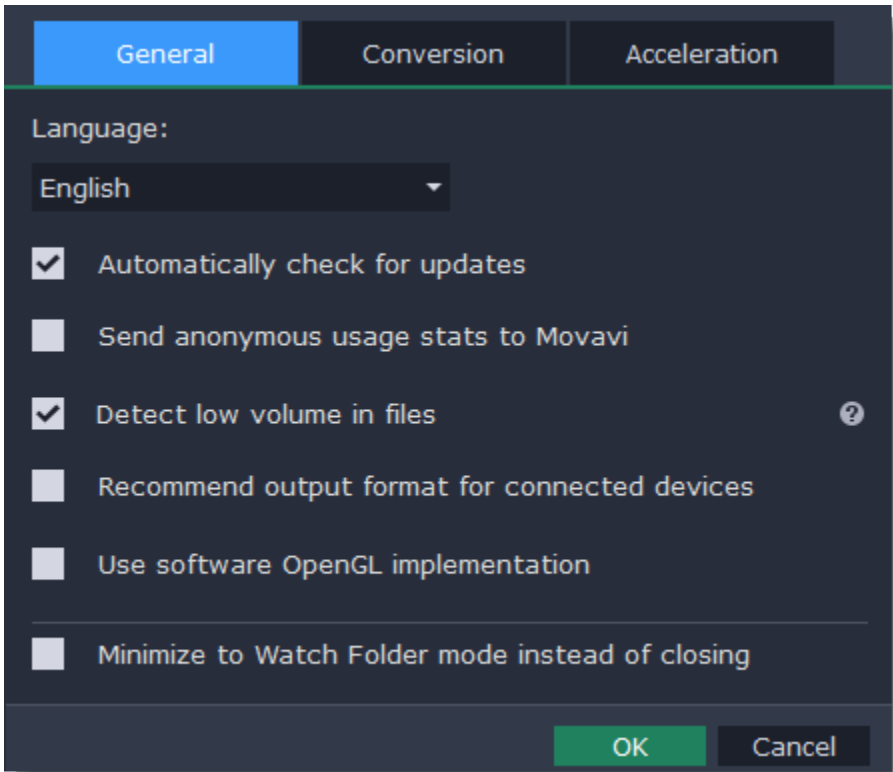 General Conversion Acceleration
Language:
English
Automatically check for updates
Send anonymous usage stats to Movavi
Detect low volume in files ?
Recommend output format for connected devices
Use software OpenGL implementation
Minimize to Watch Folder mode instead of closing
OK Cancel